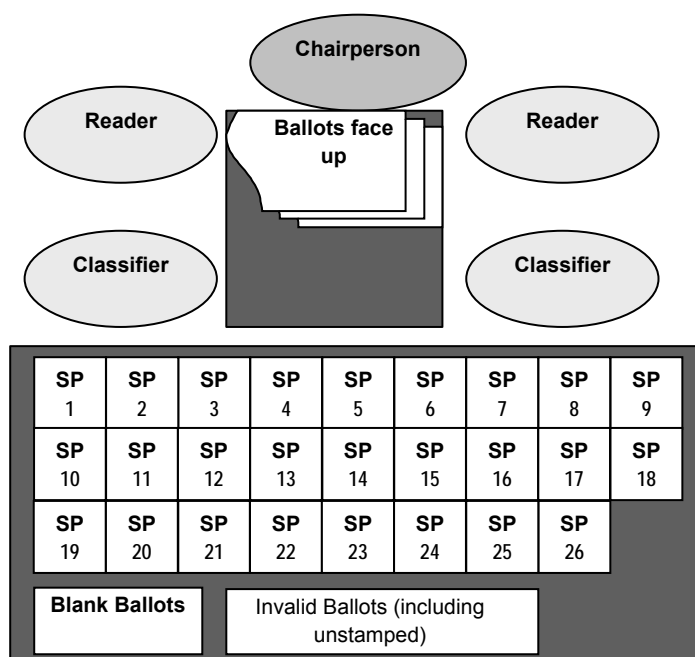 Chairperson
Reader
Reader
Ballots face
up
Classifier
Classifier
SP SP SP SP SP SP SP SP SP
1 2 3 4 5 6 7 8 9
SP SP SP SP SP SP SP SP SP
10 11 12 13 14 15 16 17 18
SP SP SP SP SP SP SP SP
19 20 21 22 23 24 25 26
Blank Ballots
Invalid Ballots (including
unstamped)